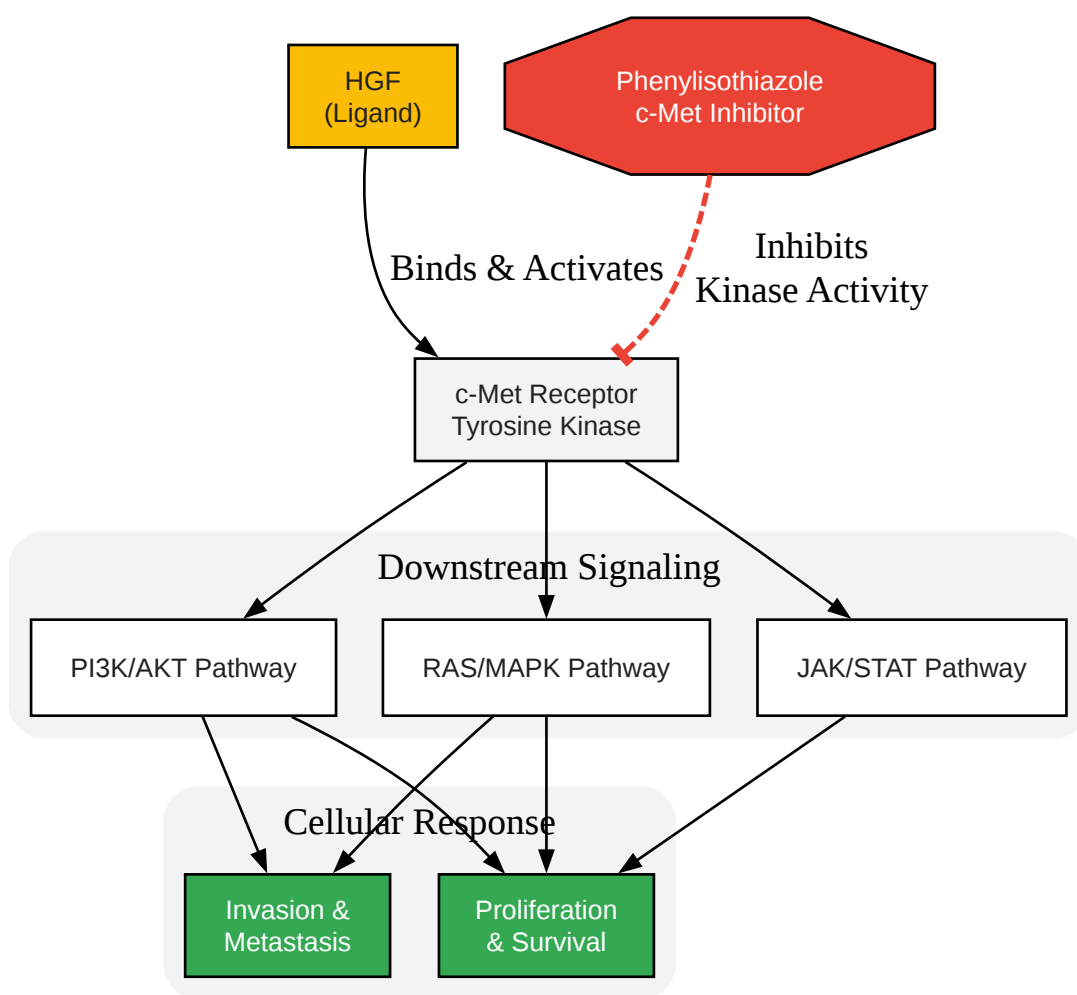 HGF
(Ligand)
Phenylisothiazole
c-Met Inhibitor
Binds & Activates
Inhibits
Kinase Activity
c-Met Receptor
Tyrosine Kinase
Downstream Signaling
PI3K/AKT Pathway
RAS/MAPK Pathway
JAK/STAT Pathway
Cellular Response
Invasion &
Metastasis
Proliferation
& Survival